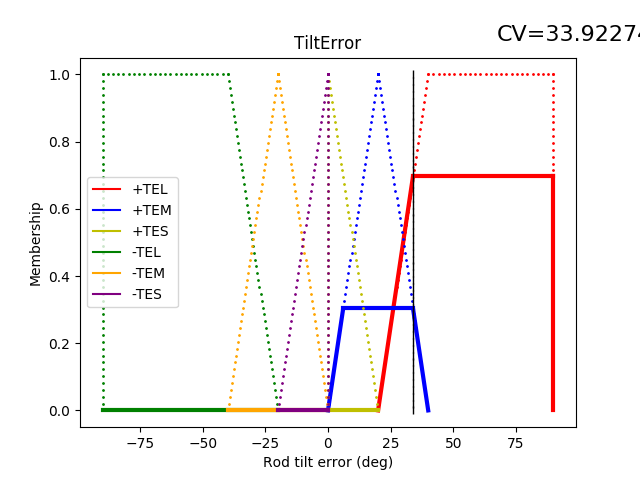 CV=33.92274
TiltError
1.0
0.8
0.6
0.4
0.2
0.0
Membership
+TEL
+TEM
+TES
-TEL
-TEM
-TES
−75
−50
−25
0
25
50
75
Rod tilt error (deg)